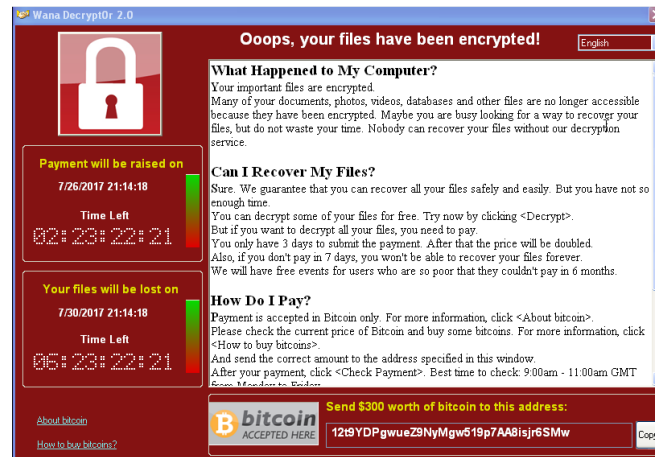 Wana Decrypt0r 2.0
Ooops, your files have been encrypted!
English
What Happened to My Computer?
Your important files are encrypted.
Many of your documents, photos, videos, databases and other files are no longer accessible
because they have been encrypted. Maybe you are busy looking for a way to recover your
files, but do not waste your time. Nobody can recover your files without our decryption
service.
Can I Recover My Files?
Sure. We guarantee that you can recover all your files safely and easily. But you have not so
enough time.
You can decrypt some of your files for free. Try now by clicking <Decrypt>.
But if you want to decrypt all your files, you need to pay.
You only have 3 days to submit the payment. After that the price will be doubled.
Also, if you don't pay in 7 days, you won't be able to recover your files forever.
We will have free events for users who are so poor that they couldn't pay in 6 months.
How Do I Pay?
Payment is accepted in Bitcoin only. For more information, click <About bitcoin>.
Please check the current price of Bitcoin and buy some bitcoins. For more information, click
<How to buy bitcoins>.
And send the correct amount to the address specified in this window.
After your payment, click <Check Payment>. Best time to check: 9:00am - 11:00am GMT
from Monday to Friday
Payment will be raised on
7/26/2017 21:14:18
Time Left
02:23:22:21
Your files will be lost on
7/30/2017 21:14:18
Time Left
06:23:22:21
About bitcoin
How to buy bitcoins?
bitcoin
ACCEPTED HERE
Send $300 worth of bitcoin to this address:
12t9YDPgwueZ9NyMgw519p7AA8isjr6SMw
Copy